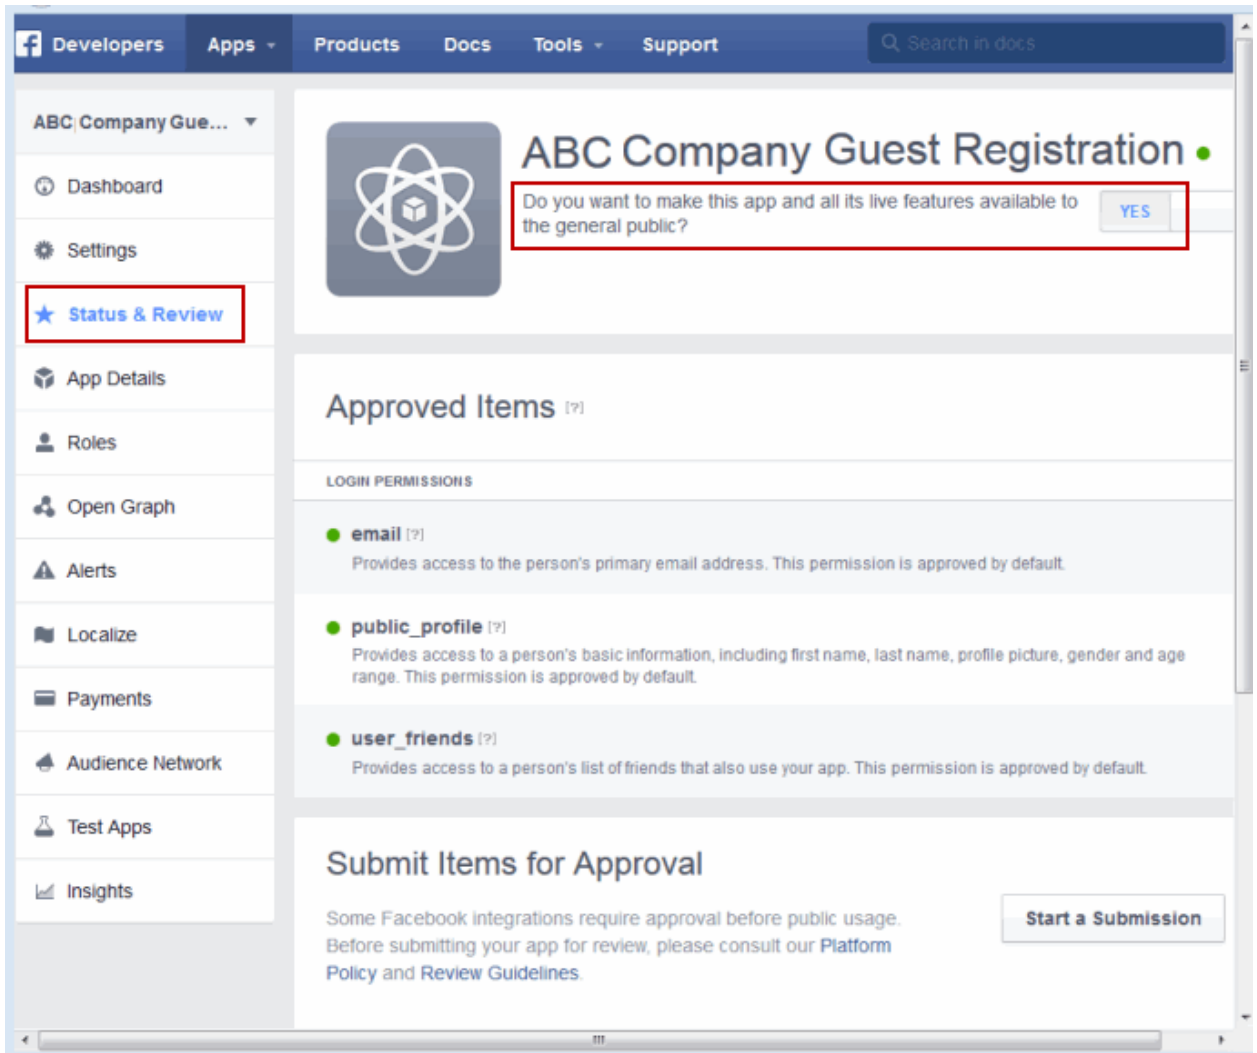 f Developers Apps Products Docs Tools Support Search in docs
ABC Company Gue...
Dashboard
Settings
Status & Review
App Details
Roles
Open Graph
Alerts
Localize
Payments
Audience Network
Test Apps
Insights
ABC Company Guest Registration
Do you want to make this app and all its live features available to
the general public?
YES
Approved Items [?]
LOGIN PERMISSIONS
email [?]
Provides access to the person's primary email address. This permission is approved by default.
public_profile [?]
Provides access to a person's basic information, including first name, last name, profile picture, gender and age
range. This permission is approved by default.
user_friends [?]
Provides access to a person's list of friends that also use your app. This permission is approved by default.
Submit Items for Approval
Some Facebook integrations require approval before public usage.
Before submitting your app for review, please consult our Platform
Policy and Review Guidelines.
Start a Submission